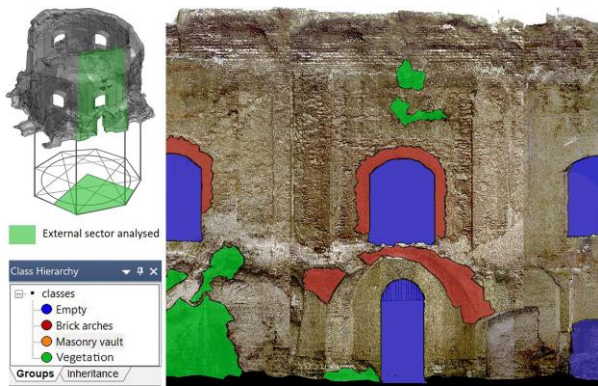 External sector analysed
Class Hierarchy
classes
Empty
Brick arches
Masonry vault
Vegetation
Groups Inheritance